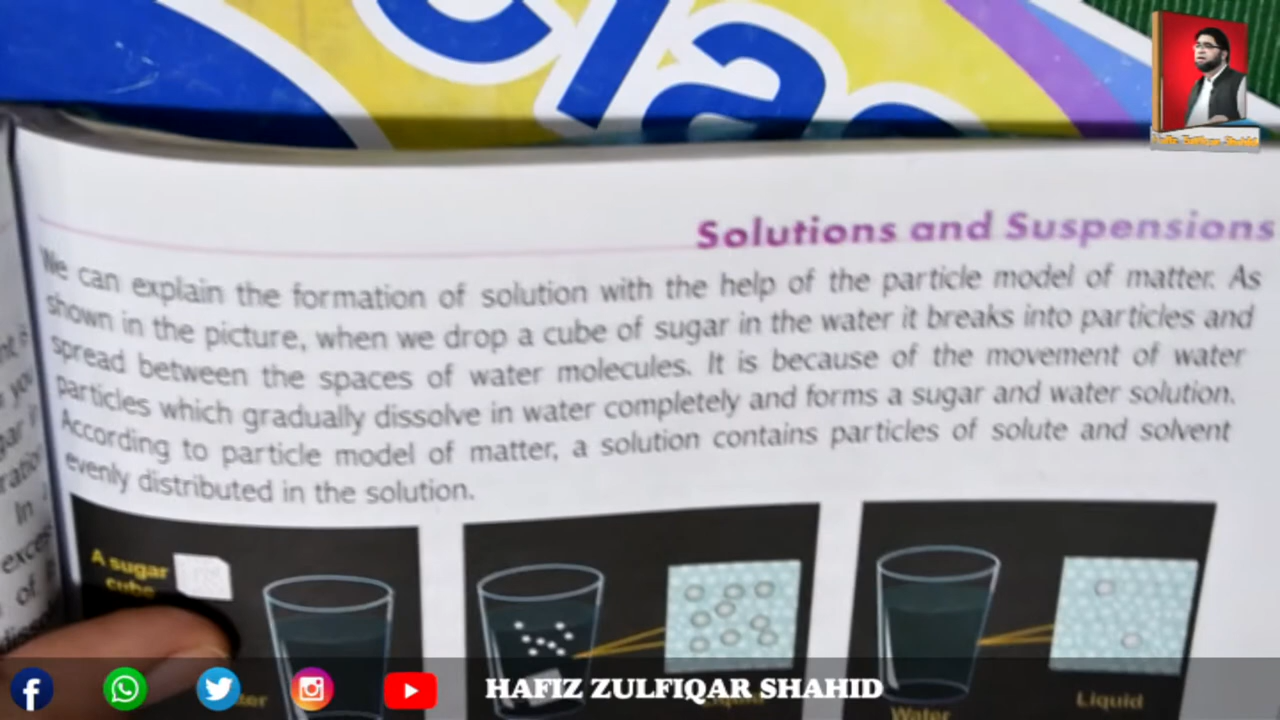 Solutions and Suspensions
We can explain the formation of solution with the help of the particle model of matter. As
shown in the picture, when we drop a cube of sugar in the water it breaks into particles and
spread between the spaces of water molecules. It is because of the movement of water
particles which gradually dissolve in water completely and forms a sugar and water solution.
According to particle model of matter, a solution contains particles of solute and solvent
evenly distributed in the solution.
A sugar
cube
Water
Liquid
HAFIZ ZULFIQAR SHAHID